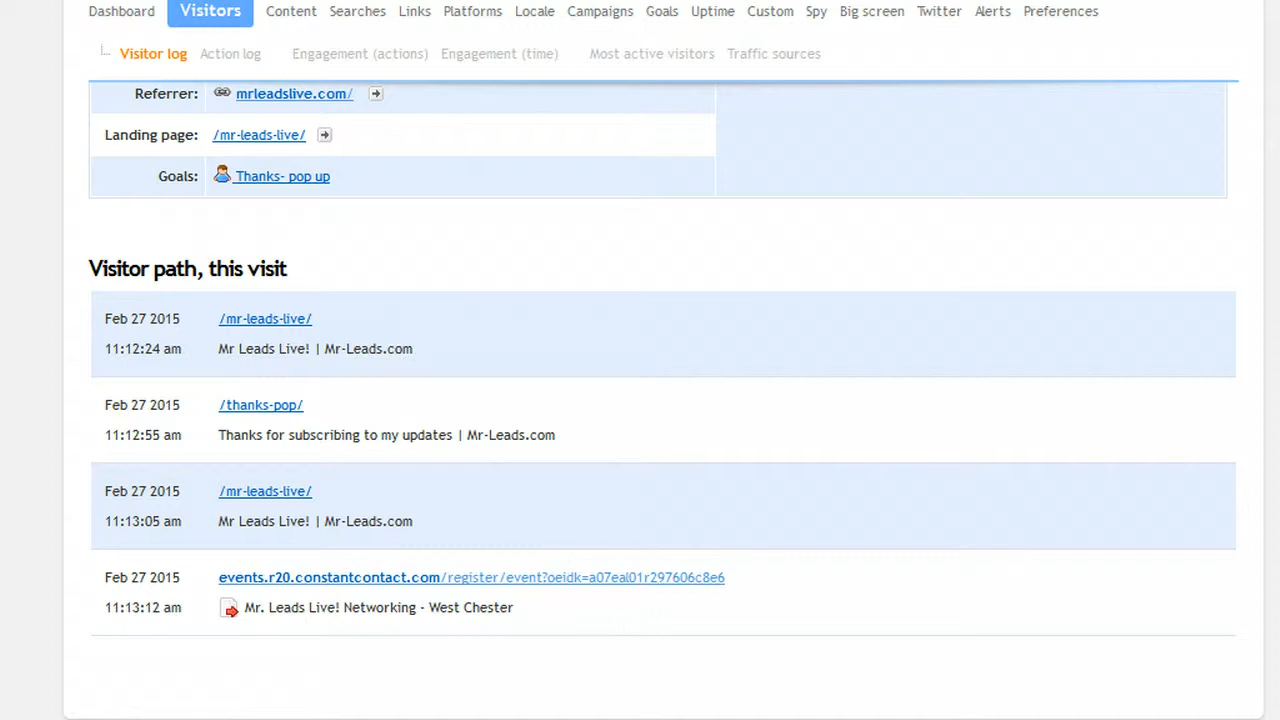 Dashboard Visitors Content Searches Links Platforms Locale Campaigns Goals Uptime Custom Spy Big screen Twitter Alerts Preferences
Visitor log Action log Engagement (actions) Engagement (time) Most active visitors Traffic sources
Referrer: mrleadslive.com/
Landing page: /mr-leads-live/
Goals: Thanks- pop up
Visitor path, this visit
Feb 27 2015 /mr-leads-live/
11:12:24 am Mr Leads Live! | Mr-Leads.com
Feb 27 2015 /thanks-pop/
11:12:55 am Thanks for subscribing to my updates | Mr-Leads.com
Feb 27 2015 /mr-leads-live/
11:13:05 am Mr Leads Live! | Mr-Leads.com
Feb 27 2015 events.r20.constantcontact.com/register/event?oeidk=a07eal01r297606c8e6
11:13:12 am Mr. Leads Live! Networking - West Chester